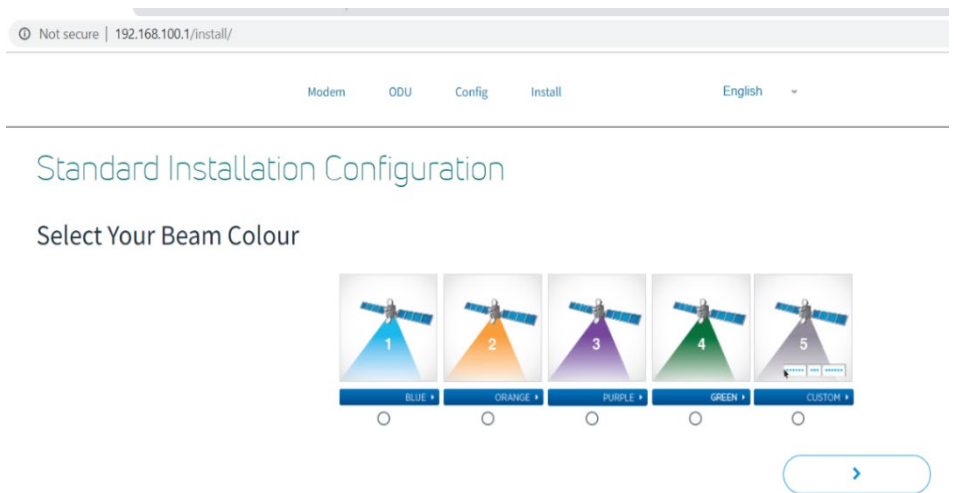 Not secure | 192.168.100.1/install/
Modem ODU Config Install English
Standard Installation Configuration
Select Your Beam Colour
1 2 3 4 5
BLUE ORANGE PURPLE GREEN CUSTOM